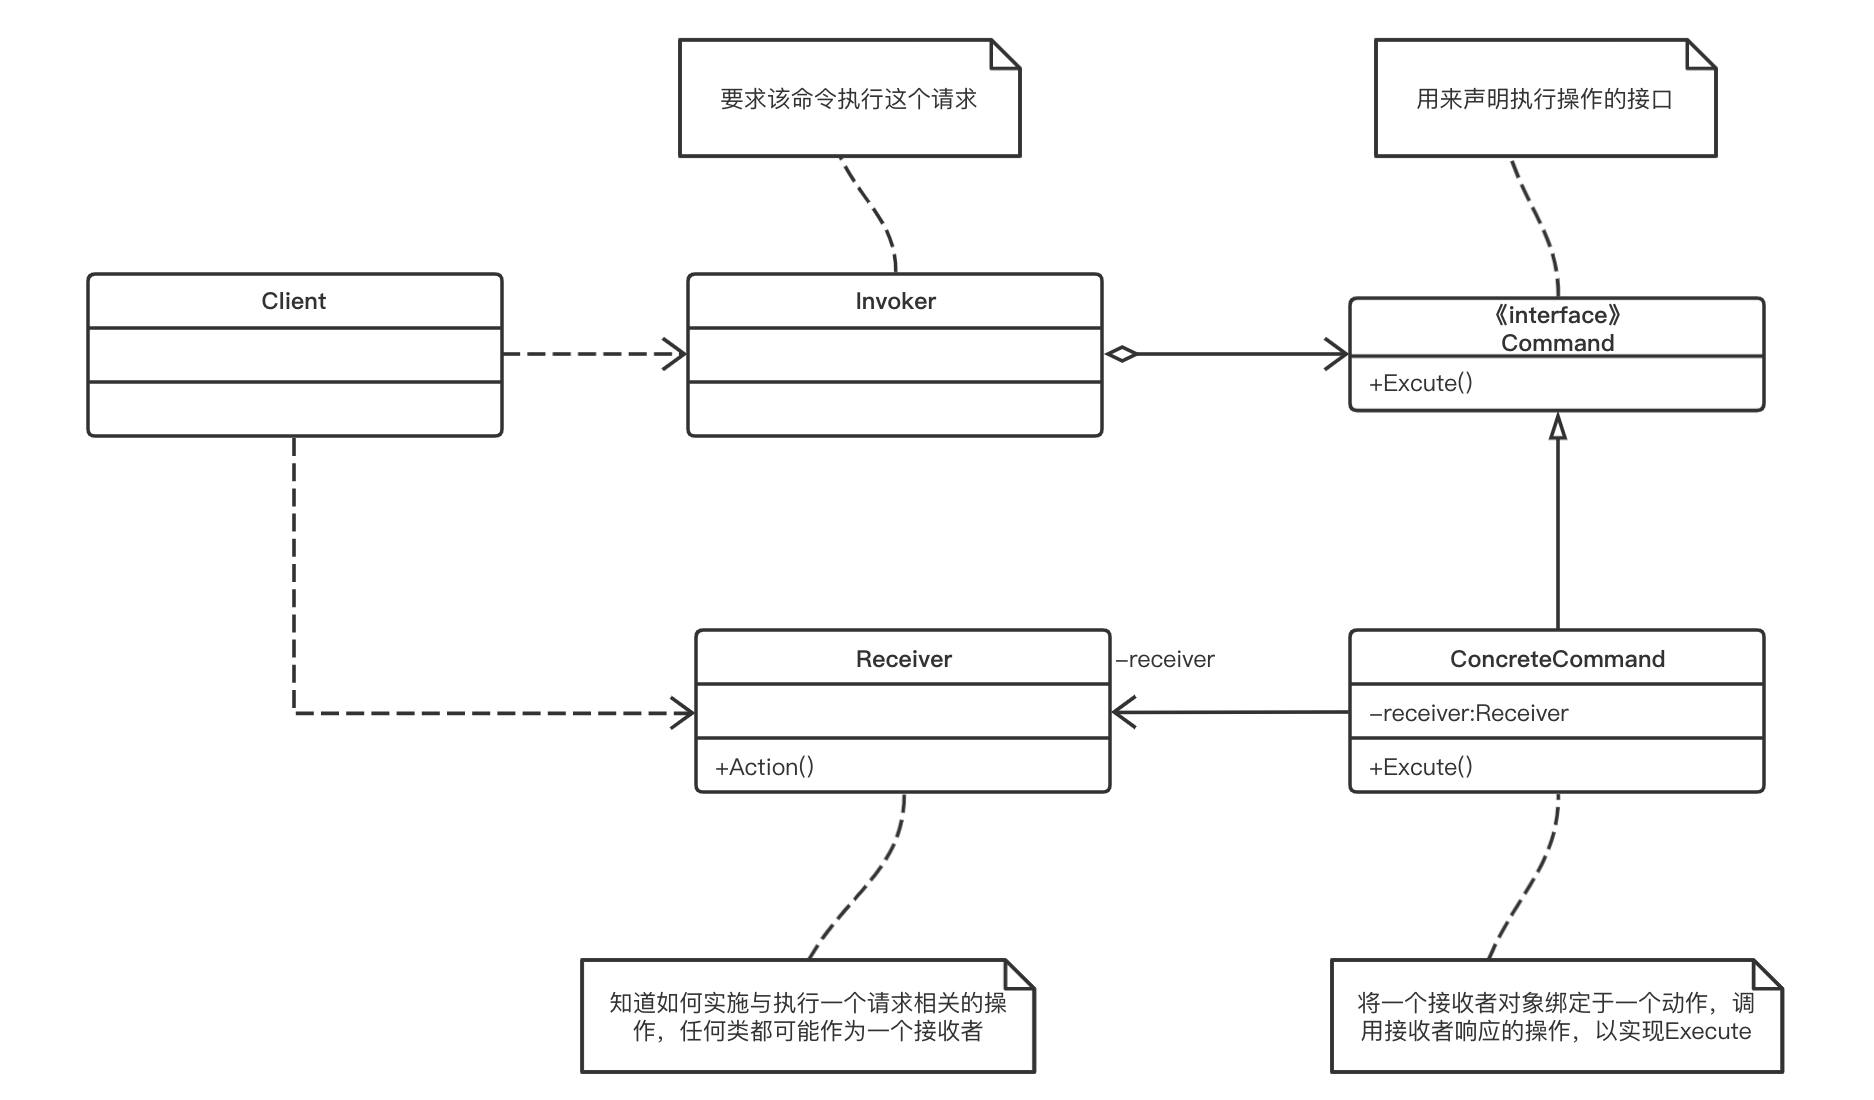 要求该命令执行这个请求
用来声明执行操作的接口
Client
Invoker
《interface》
Command
+Excute()
Receiver
+Action()
–receiver
ConcreteCommand
–receiver:Receiver
+Excute()
知道如何实施与执行一个请求相关的操
作，任何类都可能作为一个接收者
将一个接收者对象绑定于一个动作，调
用接收者响应的操作，以实现Execute